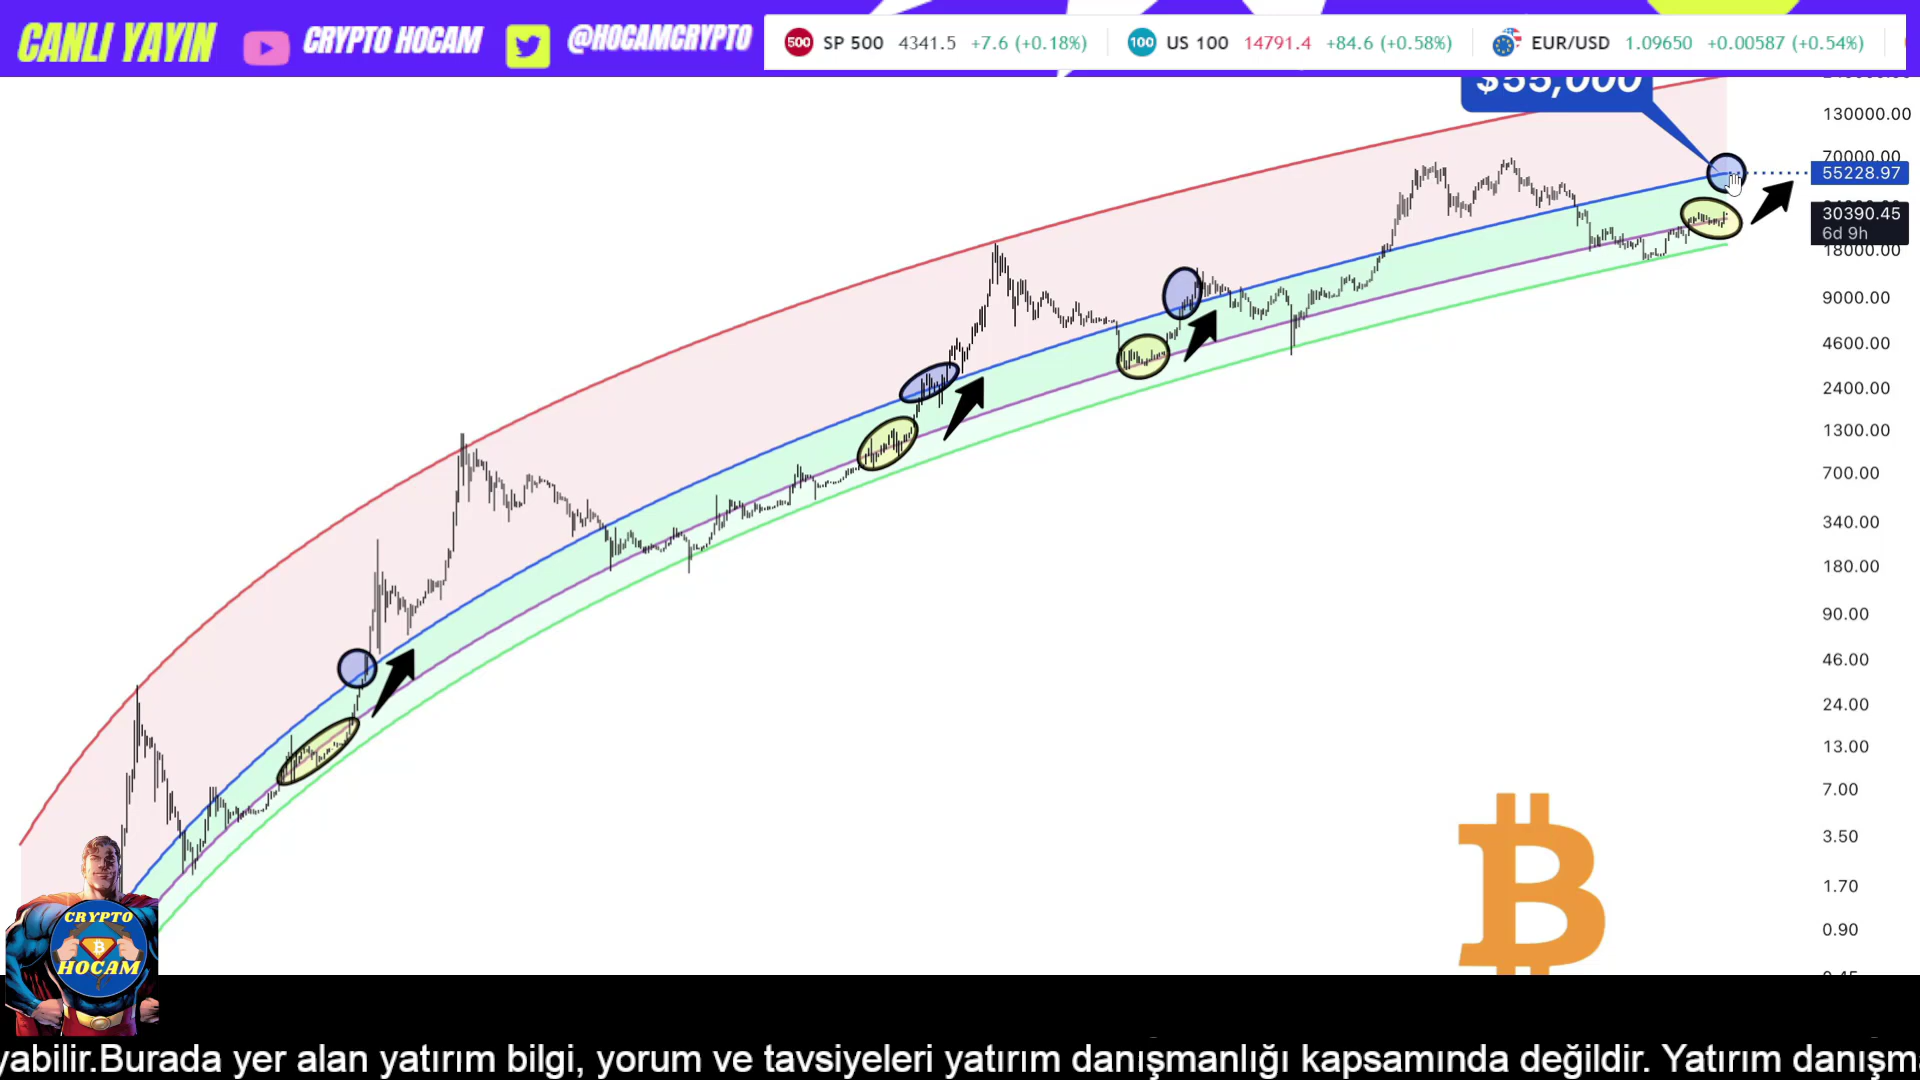 CANLI YAYIN
CRYPTO HOCAM
@HOCAMCRYPTO
500 SP 500 4341.5 +7.6 (+0.18%)
100 US 100 14791.4 +84.6 (+0.58%)
EUR/USD 1.09650 +0.00587 (+0.54%)
$55,000
130000.00
70000.00
55228.97
30390.45
6d 9h
18000.00
9000.00
4600.00
2400.00
1300.00
700.00
340.00
180.00
90.00
46.00
24.00
13.00
7.00
3.50
1.70
0.90
CRYPTO
HOCAM
yabilir.Burada yer alan yatırım bilgi, yorum ve tavsiyeleri yatırım danışmanlığı kapsamında değildir. Yatırım danışm